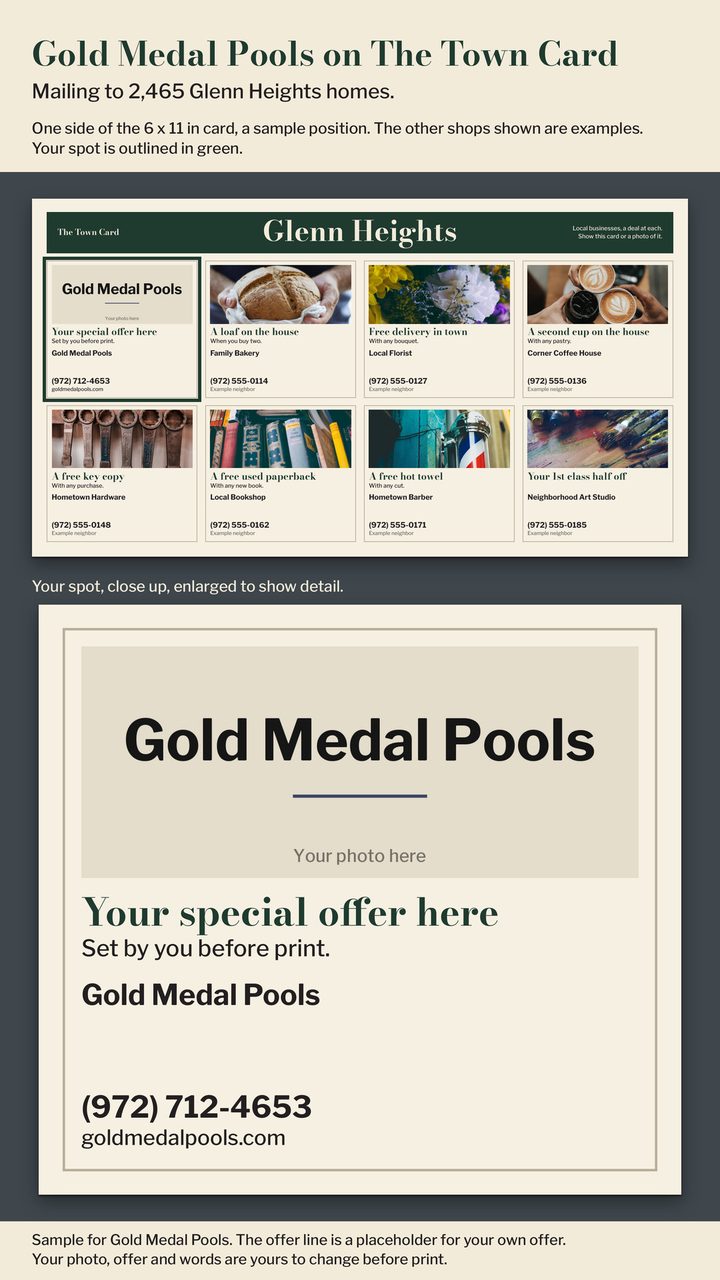 Gold Medal Pools on The Town Card
Mailing to 2,465 Glenn Heights homes.
One side of the 6 x 11 in card, a sample position. The other shops shown are examples.
Your spot is outlined in green.
The Town Card
Glenn Heights
Local businesses, a deal at each.
Show this card or a photo of it.
Gold Medal Pools
Your photo here
Your special offer here
Set by you before print.
Gold Medal Pools
(972) 712-4653
goldmedalpools.com
A loaf on the house
When you buy two.
Family Bakery
(972) 555-0114
Example neighbor
Free delivery in town
With any bouquet.
Local Florist
(972) 555-0127
Example neighbor
A second cup on the house
With any pastry.
Corner Coffee House
(972) 555-0136
Example neighbor
A free key copy
With any purchase.
Hometown Hardware
(972) 555-0148
Example neighbor
A free used paperback
With any new book.
Local Bookshop
(972) 555-0162
Example neighbor
A free hot towel
With any cut.
Hometown Barber
(972) 555-0171
Example neighbor
Your 1st class half off
Neighborhood Art Studio
(972) 555-0185
Example neighbor
Your spot, close up, enlarged to show detail.
Gold Medal Pools
Your photo here
Your special offer here
Set by you before print.
Gold Medal Pools
(972) 712-4653
goldmedalpools.com
Sample for Gold Medal Pools. The offer line is a placeholder for your own offer.
Your photo, offer and words are yours to change before print.